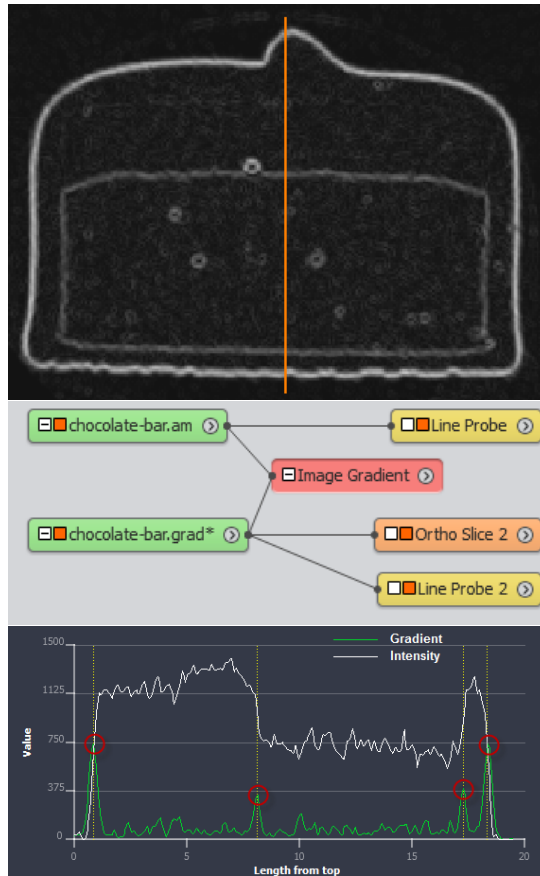 chocolate-bar.am
Line Probe
Image Gradient
chocolate-bar.grad*
Ortho Slice 2
Line Probe 2
1500
Gradient
Intensity
1125
750
Value
375
0
0 5 10 15 20
Length from top